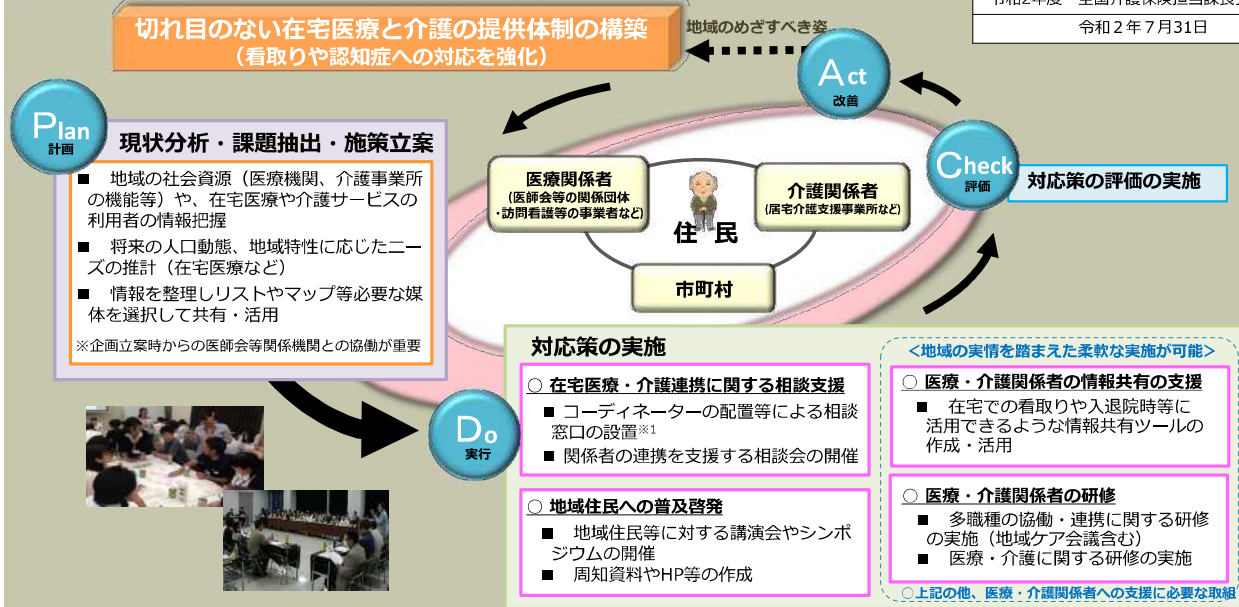 令和2年度 全国介護保険担当課長
令和2年7月31日
切れ目のない在宅医療と介護の提供体制の構築
（看取りや認知症への対応を強化）
地域のめざすべき姿
Act
改善
Plan
計画
現状分析・課題抽出・施策立案
■ 地域の社会資源（医療機関、介護事業所
の機能等）や、在宅医療や介護サービスの
利用者の情報把握
■ 将来の人口動態、地域特性に応じたニー
ズの推計（在宅医療など）
■ 情報を整理しリストやマップ等必要な媒
体を選択して共有・活用
※企画立案時からの医師会等関係機関との協働が重要
医療関係者
（医師会等の関係団体
・訪問看護等の事業者など）
介護関係者
（居宅介護支援事業所など）
住民
市町村
Check
評価
対応策の評価の実施
Do
実行
対応策の実施
○ 在宅医療・介護連携に関する相談支援
■ コーディネーターの配置等による相談
窓口の設置※1
■ 関係者の連携を支援する相談会の開催
○ 地域住民への普及啓発
■ 地域住民等に対する講演会やシンポ
ジウムの開催
■ 周知資料やHP等の作成
＜地域の実情を踏まえた柔軟な実施が可能＞
○ 医療・介護関係者の情報共有の支援
■ 在宅での看取りや入退院時等に
活用できるような情報共有ツールの
作成・活用
○ 医療・介護関係者の研修
■ 多職種の協働・連携に関する研修
の実施（地域ケア会議含む）
■ 医療・介護に関する研修の実施
○上記の他、医療・介護関係者への支援に必要な取組